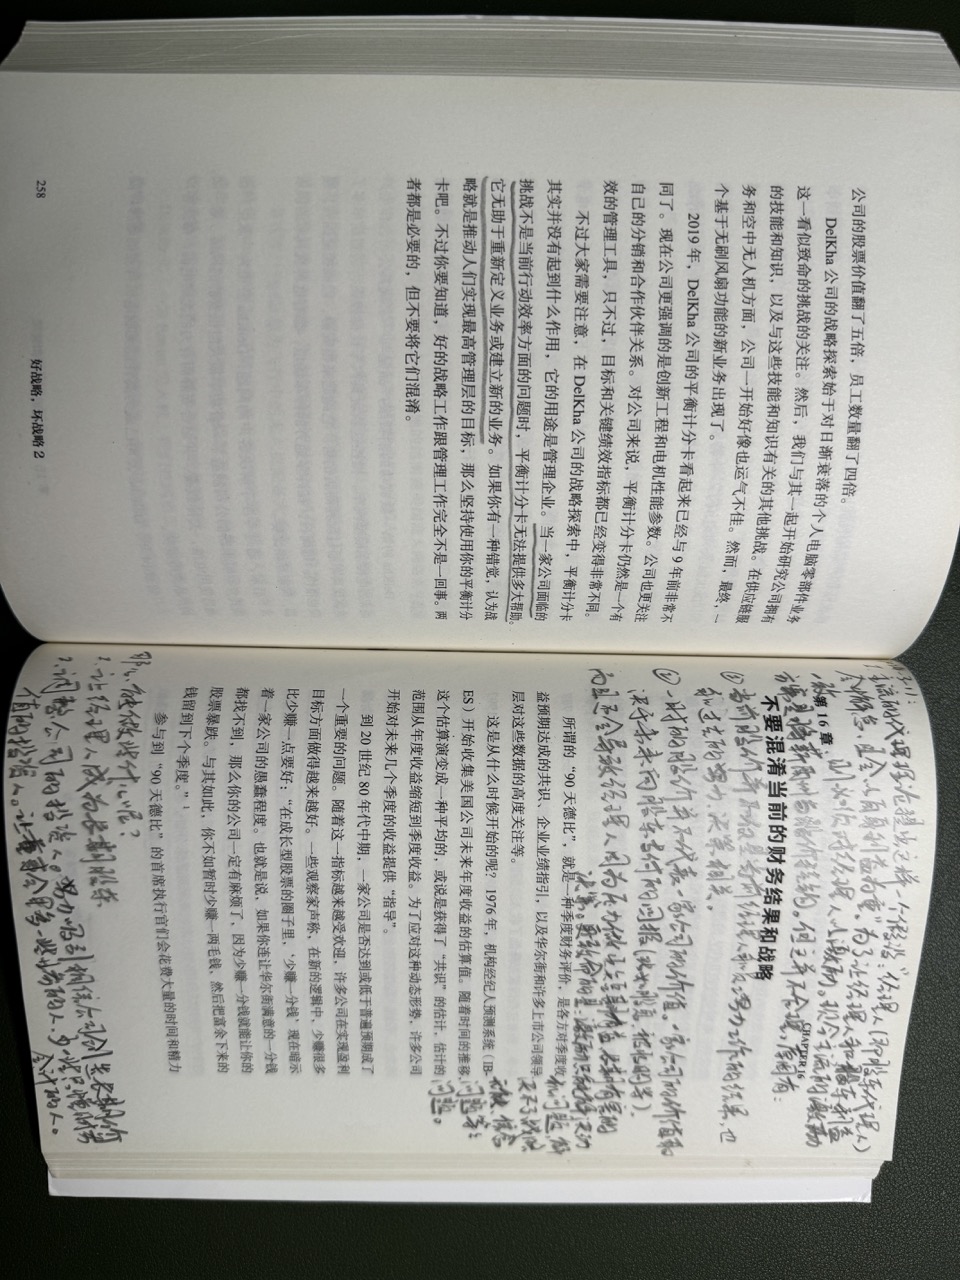 公司的股票价值翻了五倍，员工数量翻了四倍。
DelKha 公司的战略探索始于对日渐衰落的个人电脑零部件业务
这一看似致命的挑战的关注。然后，我们与其一起开始研究公司拥有
的技能和知识，以及与这些技能和知识有关的其他挑战。在供应链服
务和空中无人机方面，公司一开始好像也运气不佳。然而，最终，一
个基于无刷风扇功能的新业务出现了。
2019 年，DelKha 公司的平衡计分卡看起来已经与 9 年前非常不
同了。现在公司更强调的是创新工程和电机性能参数。公司也更关注
自己的分销和合作伙伴关系。对公司来说，平衡计分卡仍然是一个有
效的管理工具，只不过，目标和关键绩效指标都已经变得非常不同。
不过大家需要注意，在 DelKha 公司的战略探索中，平衡计分卡
其实并没有起到什么作用，它的用途是管理企业。当一家公司面临的
挑战不是当前行动效率方面的问题时，平衡计分卡无法提供多大帮助。
它无助于重新定义业务或建立新的业务。如果你有一种错觉，认为战
略就是推动人们实现最高管理层的目标，那么坚持使用你的平衡计分
卡吧。不过你要知道，好的战略工作跟管理工作完全不是一回事。两
者都是必要的，但不要将它们混淆。
258
好战略，坏战略 2
3.11：
1. 主流的代理理论提出这样一个假设："经理人（即股东代理人）
会懈怠，且会以自身利益为重"。为了让经理人和股东利益
一致，则必须对经理人以激励。现今主流的激励
方案是将薪酬与股价挂钩。但这并不合理，原因有：
第 16 章
CHAPTER 16
不要混淆当前的财务结果和战略
① 当前股价并不仅是当前经理人和员工努力工作的结果，也
和过去的努力、决策相关。
② 一时的股价并不代表一家公司的价值。一家公司的价值取
决于未来向股东支付的回报（比如股息、被收购等）。
而且还会导致经理人因为压力做出短期有益、长期有害的
决策。更致命的是，激励只能解决动
机问题，解
决不了战略
、信念
问题等
问题。
所谓的“90 天德比”，就是一种季度财务评价，是各方对季度收
益预期达成的共识、企业业绩指引，以及华尔街和许多上市公司领导
层对这些数据的高度关注等。
这是从什么时候开始的呢？1976 年，机构经纪人预测系统（IB-
ES）开始收集美国公司未来年度收益的估算值。随着时间的推移，
这个估算演变成一种平均的，或说是获得了“共识”的估计，估计的
范围从年度收益缩短到季度收益。为了应对这种动态形势，许多公司
开始对未来几个季度的收益提供“指导”。
到 20 世纪 80 年代中期，一家公司是否达到或低于普遍预期成了
一个重要的问题。随着这一指标越来越受欢迎，许多公司在实现盈利
目标方面做得越来越好。一些观察家声称，在新的逻辑中，少赚很多
比少赚一点要好：“在成长型股票的圈子里，‘少赚一分钱’现在暗示
着一家公司的愚蠢程度。也就是说，如果你连让华尔街满意的一分钱
都找不到，那么你的公司一定有麻烦了，因为少赚一分钱就能让你的
股票暴跌。与其如此，你不如暂时少赚一两毛钱，然后把富余下来的
钱留到下个季度。”¹
参与到“90 天德比”的首席执行官们会花费大量的时间和精力
那么，能做些什么呢？
1. 让经理人成为长期股东
2. 调整公司的投资人。努力吸引相信公司创造长期价
值的投资人。让董事会里多一些业务的人，少一些只懂财务
会计的人。